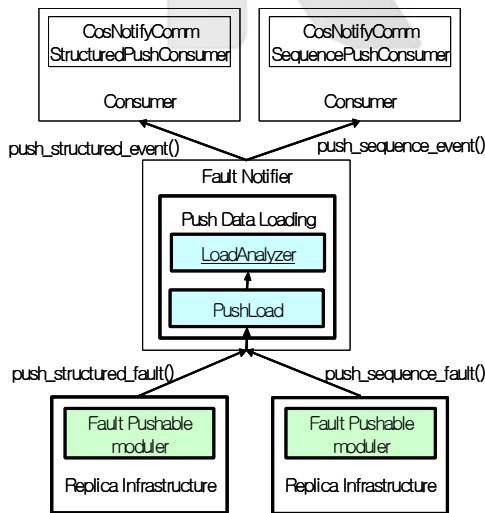 CosNotifyComm
StructuredPushConsumer
Consumer
CosNotifyComm
SequencePushConsumer
Consumer
push_structured_event()
push_sequence_event()
Fault Notifier
Push Data Loading
LoadAnalyzer
PushLoad
push_structured_fault()
push_sequence_fault()
Fault Pushable
moduler
Replica Infrastructure
Fault Pushable
moduler
Replica Infrastructure